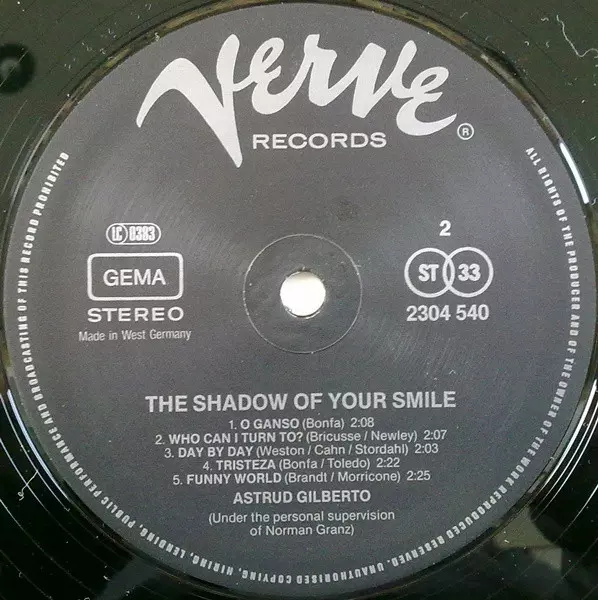 Verve
RECORDS ®
LC 0383
GEMA
STEREO
Made in West Germany
2
ST 33
2304 540
THE SHADOW OF YOUR SMILE
1. O GANSO (Bonfa) 2:08
2. WHO CAN I TURN TO? (Bricusse / Newley) 2:07
3. DAY BY DAY (Weston / Cahn / Stordahl) 2:03
4. TRISTEZA (Bonfa / Toledo) 2:22
5. FUNNY WORLD (Brandt / Morricone) 2:25
ASTRUD GILBERTO
(Under the personal supervision
of Norman Granz)
ALL RIGHTS OF THE PRODUCER AND OF THE OWNER OF THE WORK REPRODUCED RESERVED. UNAUTHORISED COPYING, HIRING, LENDING, PUBLIC PERFORMANCE AND BROADCASTING OF THIS RECORD PROHIBITED